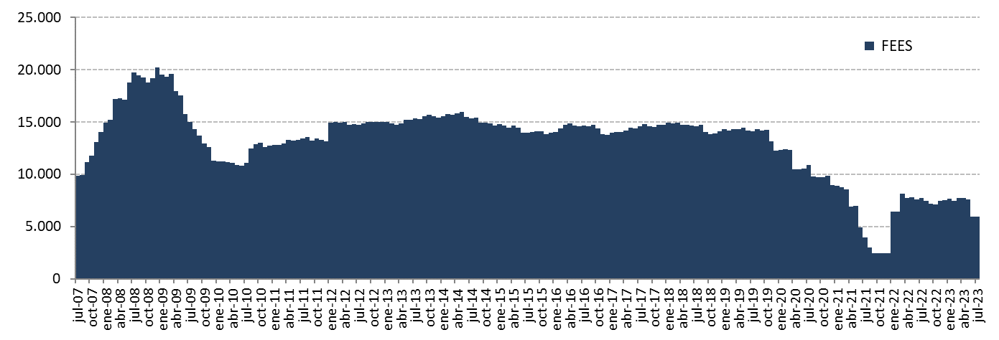 25.000
20.000
15.000
10.000
5.000
0
FEES
jul-07
oct-07
ene-08
abr-08
jul-08
oct-08
ene-09
abr-09
jul-09
oct-09
ene-10
abr-10
jul-10
oct-10
ene-11
abr-11
jul-11
oct-11
ene-12
abr-12
jul-12
oct-12
ene-13
abr-13
jul-13
oct-13
ene-14
abr-14
jul-14
oct-14
ene-15
abr-15
jul-15
oct-15
ene-16
abr-16
jul-16
oct-16
ene-17
abr-17
jul-17
oct-17
ene-18
abr-18
jul-18
oct-18
ene-19
abr-19
jul-19
oct-19
ene-20
abr-20
jul-20
oct-20
ene-21
abr-21
jul-21
oct-21
ene-22
abr-22
jul-22
oct-22
ene-23
abr-23
jul-23